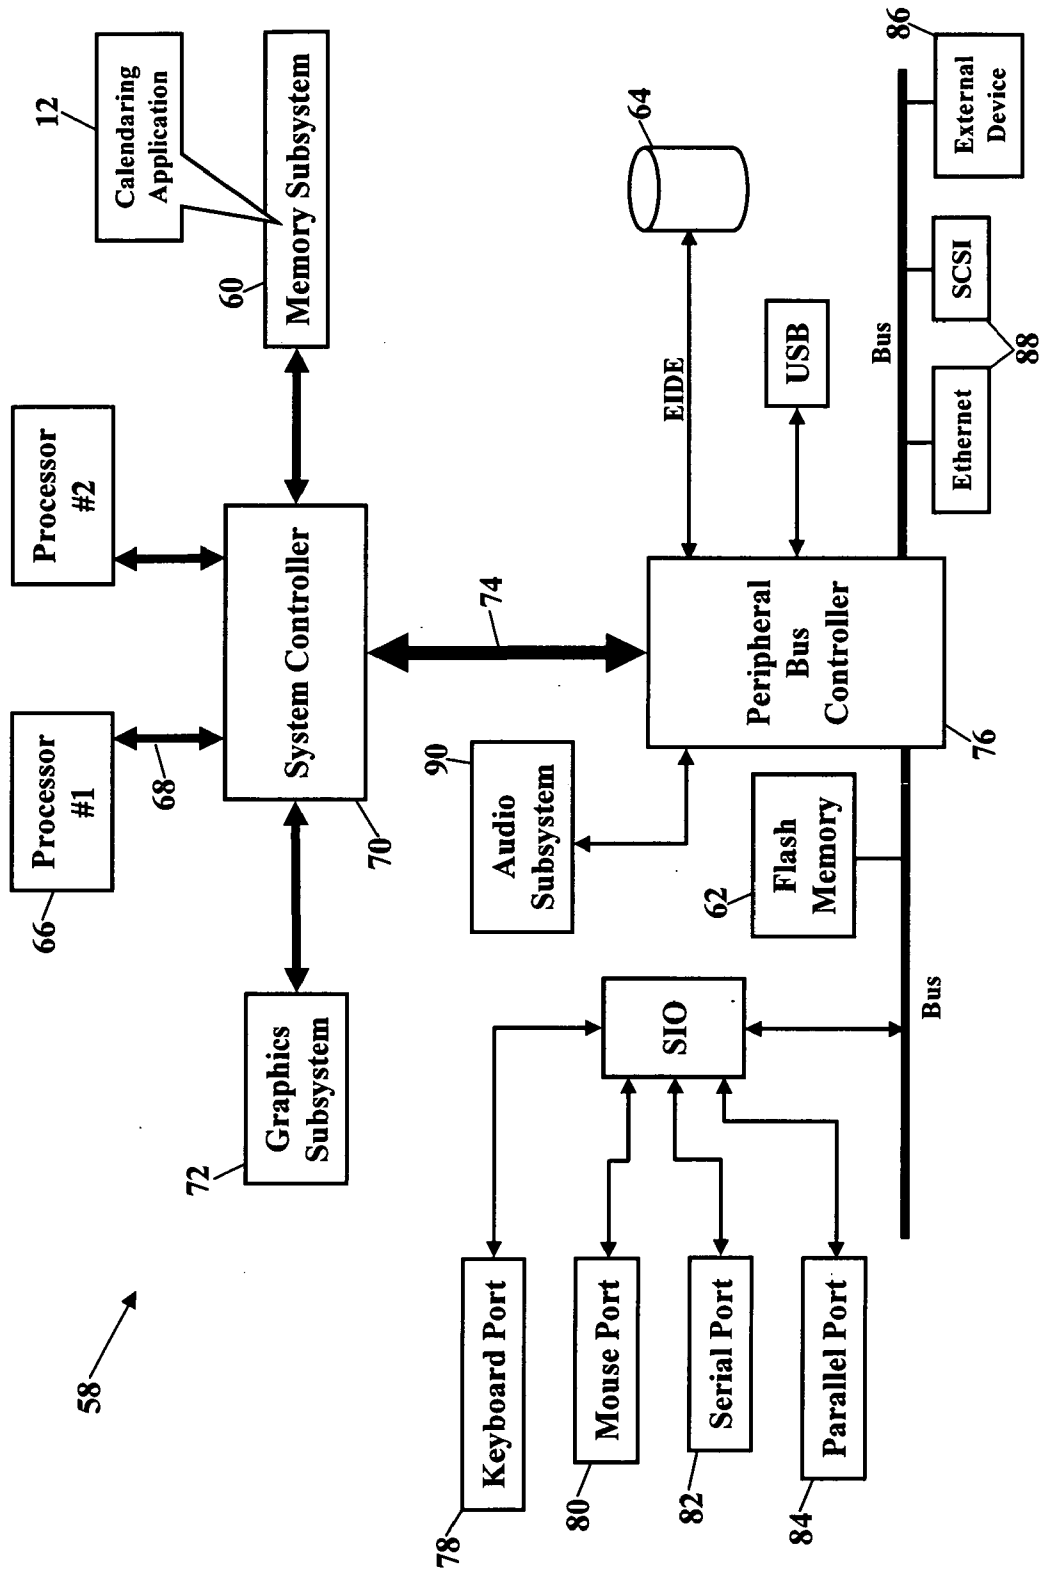 58
66
Processor
#1
Processor
#2
12
Calendaring
Application
68
60
72
Graphics
Subsystem
System Controller
Memory Subsystem
70
74
90
Audio
Subsystem
EIDE
64
78
Keyboard Port
80
Mouse Port
82
Serial Port
84
Parallel Port
SIO
62
Flash
Memory
Peripheral
Bus
Controller
76
USB
Bus
Bus
Ethernet
SCSI
88
External
Device
86